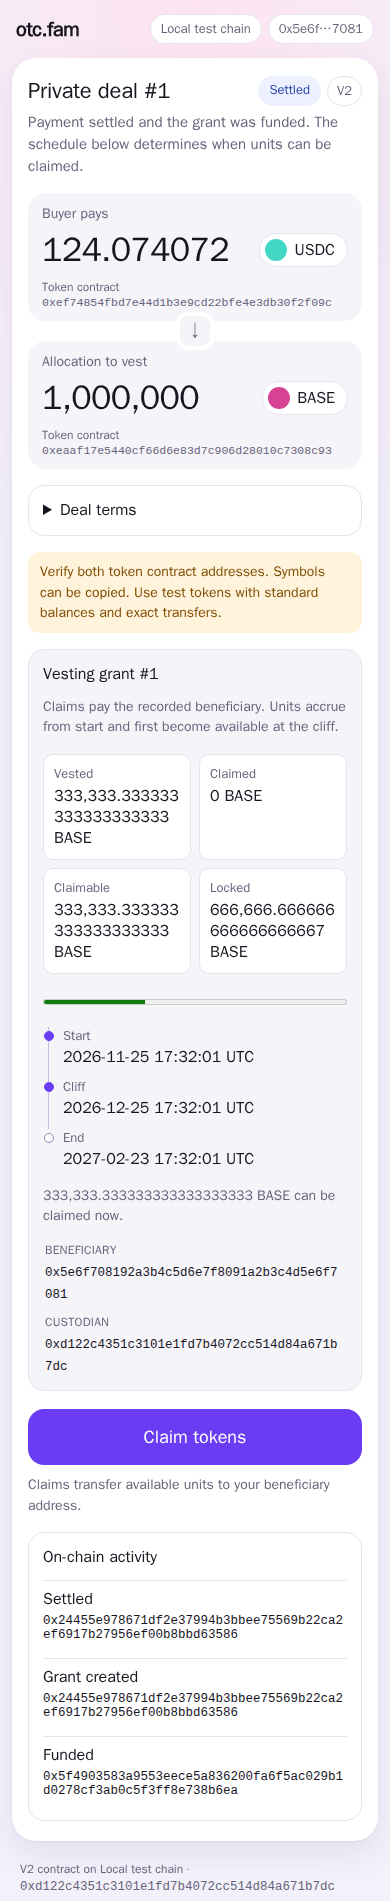 otc.fam
Local test chain
0x5e6f···7081
Private deal #1
Settled
V2
Payment settled and the grant was funded. The
schedule below determines when units can be
claimed.
Buyer pays
124.074072
USDC
Token contract
0xef74854fbd7e44d1b3e9cd22bfe4e3db30f2f09c
↓
Allocation to vest
1,000,000
BASE
Token contract
0xeaaf17e5440cf66d6e83d7c906d28010c7308c93
▶ Deal terms
Verify both token contract addresses. Symbols
can be copied. Use test tokens with standard
balances and exact transfers.
Vesting grant #1
Claims pay the recorded beneficiary. Units accrue
from start and first become available at the cliff.
Vested
333,333.333333
333333333333
BASE
Claimed
0 BASE
Claimable
333,333.333333
333333333333
BASE
Locked
666,666.666666
666666666667
BASE
Start
2026-11-25 17:32:01 UTC
Cliff
2026-12-25 17:32:01 UTC
End
2027-02-23 17:32:01 UTC
333,333.333333333333333333 BASE can be
claimed now.
BENEFICIARY
0x5e6f708192a3b4c5d6e7f8091a2b3c4d5e6f7
081
CUSTODIAN
0xd122c4351c3101e1fd7b4072cc514d84a671b
7dc
Claim tokens
Claims transfer available units to your beneficiary
address.
On-chain activity
Settled
0x24455e978671df2e37994b3bbee75569b22ca2
ef6917b27956ef00b8bbd63586
Grant created
0x24455e978671df2e37994b3bbee75569b22ca2
ef6917b27956ef00b8bbd63586
Funded
0x5f4903583a9553eece5a836200fa6f5ac029b1
d0278cf3ab0c5f3ff8e738b6ea
V2 contract on Local test chain ·
0xd122c4351c3101e1fd7b4072cc514d84a671b7dc